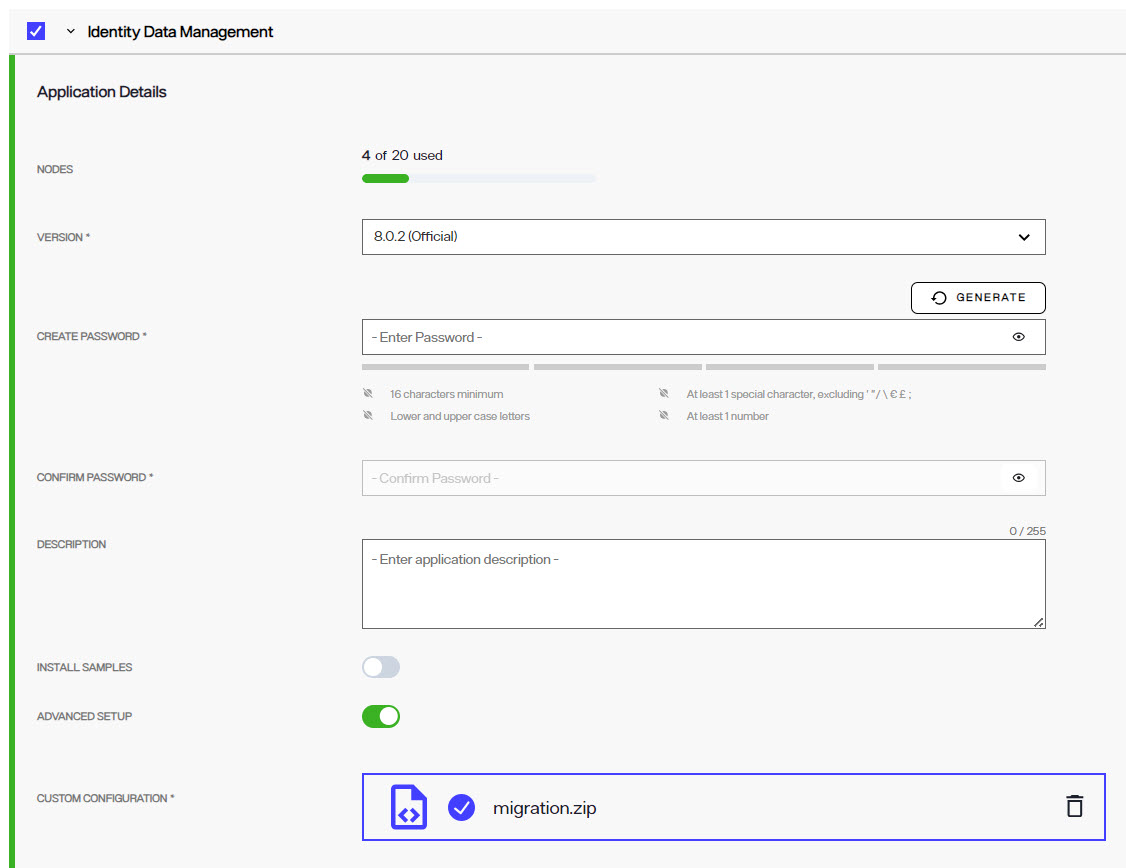 Identity Data Management
Application Details
NODES
4 of 20 used
VERSION *
8.0.2 (Official)
GENERATE
CREATE PASSWORD *
- Enter Password -
16 characters minimum
At least 1 special character, excluding ' " / \ € £ ;
Lower and upper case letters
At least 1 number
CONFIRM PASSWORD *
- Confirm Password -
0 / 255
DESCRIPTION
- Enter application description -
INSTALL SAMPLES
ADVANCED SETUP
CUSTOM CONFIGURATION *
migration.zip